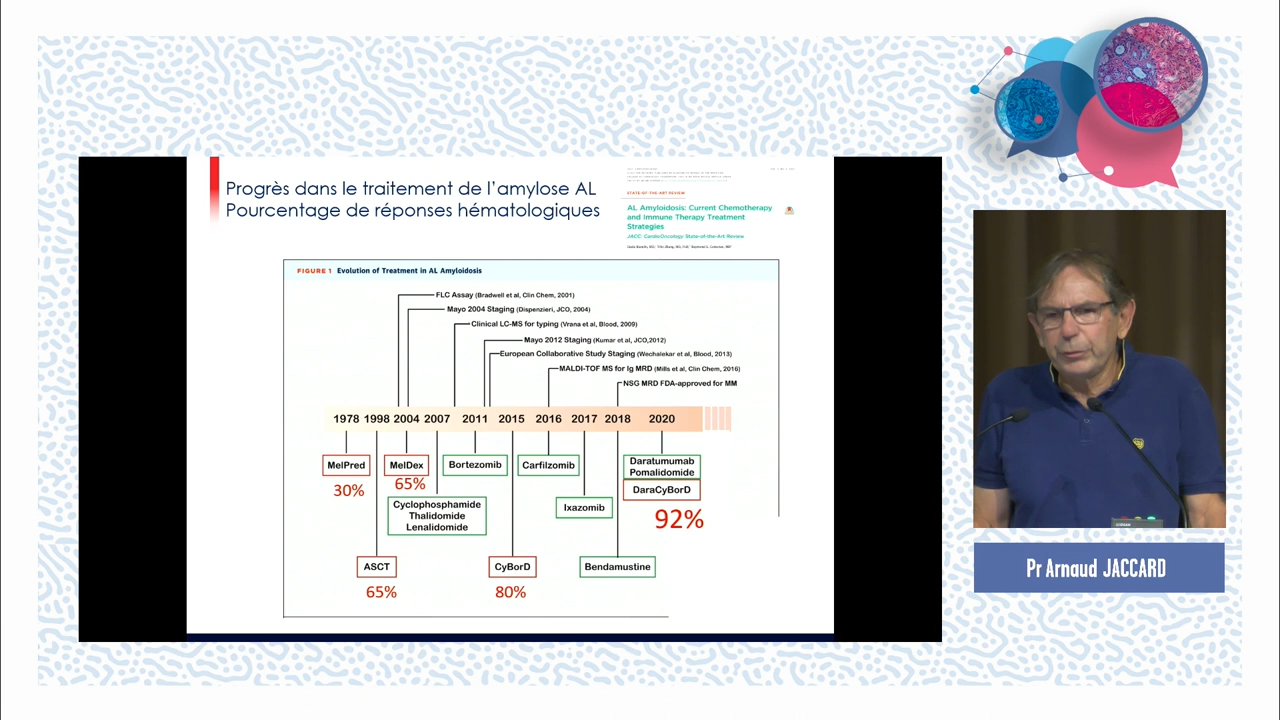 Progrès dans le traitement de l'amylose AL
Pourcentage de réponses hématologiques
STATE-OF-THE-ART REVIEW
AL Amyloidosis: Current Chemotherapy
and Immune Therapy Treatment
Strategies
JACC: CardioOncology State-of-the-Art Review
FIGURE 1 Evolution of Treatment in AL Amyloidosis
FLC Assay (Bradwell et al, Clin Chem, 2001)
Mayo 2004 Staging (Dispenzieri, JCO, 2004)
Clinical LC-MS for typing (Vrana et al, Blood, 2009)
Mayo 2012 Staging (Kumar et al, JCO,2012)
European Collaborative Study Staging (Wechalekar et al, Blood, 2013)
MALDI-TOF MS for Ig MRD (Mills et al, Clin Chem, 2016)
NSG MRD FDA-approved for MM
1978 1998 2004 2007 2011 2015 2016 2017 2018 2020
MelPred
30%
MelDex
65%
Bortezomib
Carfilzomib
Daratumumab
Pomalidomide
DaraCyBorD
92%
Cyclophosphamide
Thalidomide
Lenalidomide
Ixazomib
ASCT
65%
CyBorD
80%
Bendamustine
Pr Arnaud JACCARD